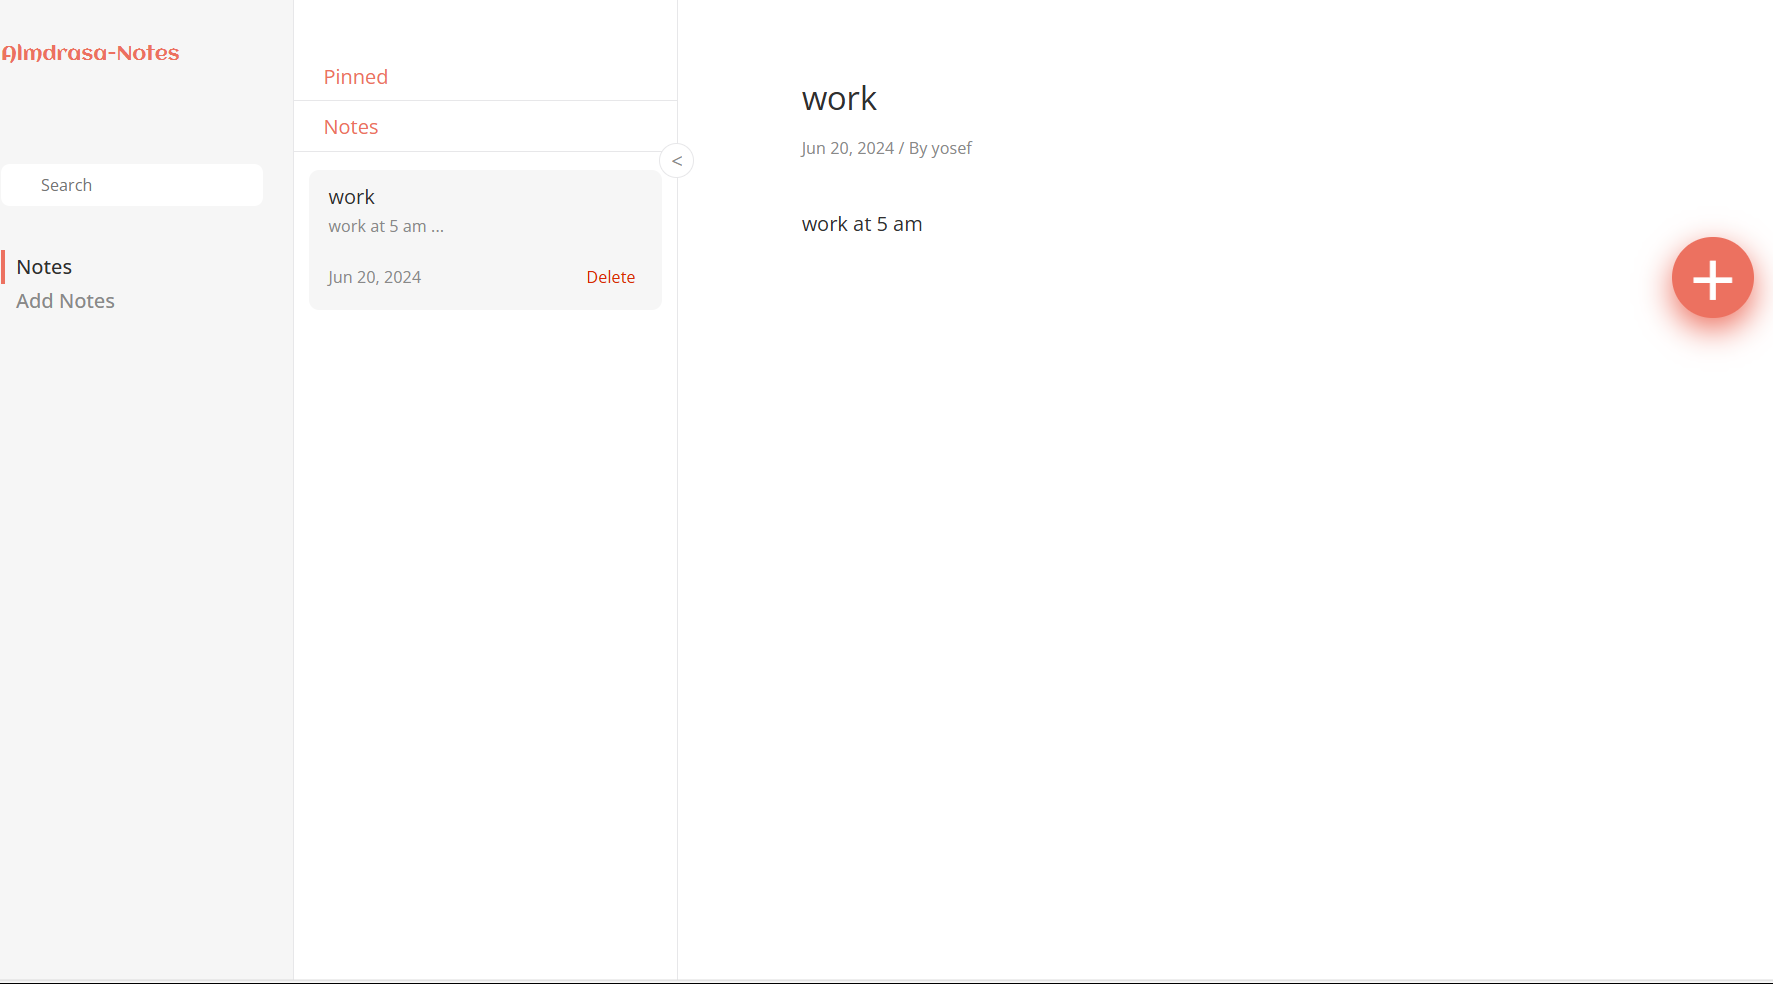 Almdrasa-Notes
Search
Notes
Add Notes
Pinned
Notes
<
work
work at 5 am ...
Jun 20, 2024 Delete
work
Jun 20, 2024 / By yosef
work at 5 am
+